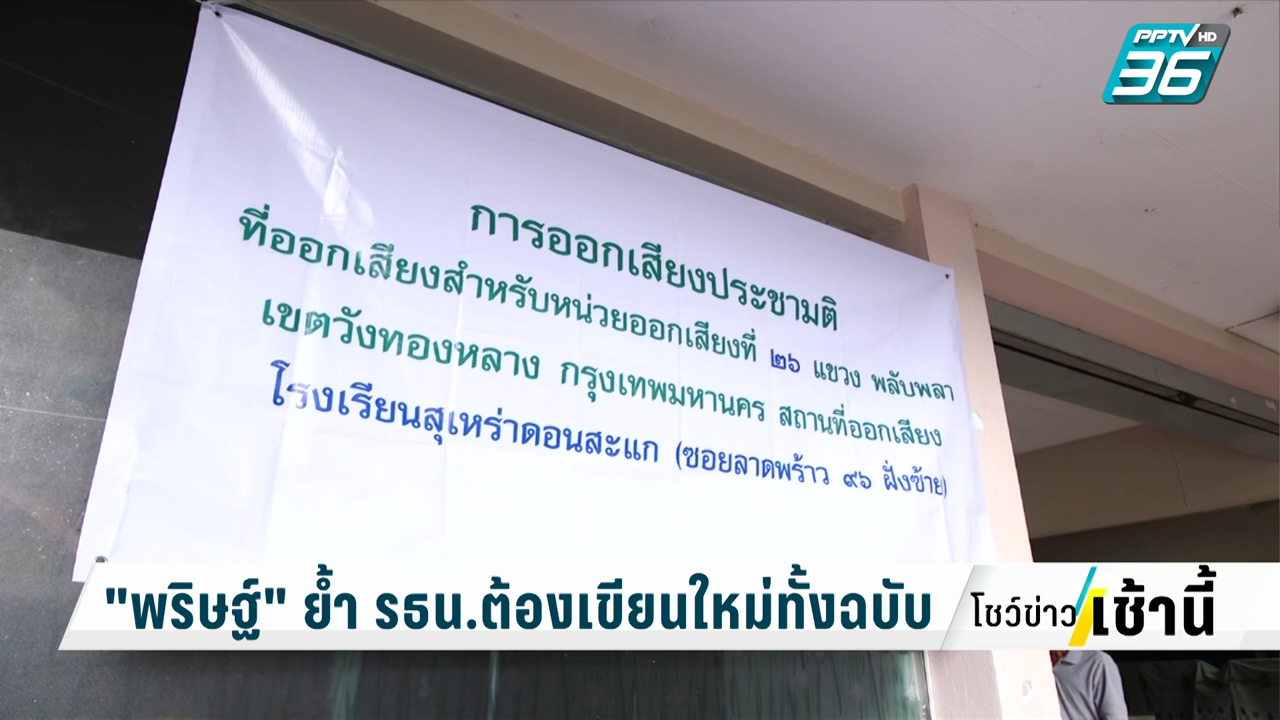 PPTV HD
36
การออกเสียงประชามติ
ที่ออกเสียงสำหรับหน่วยออกเสียงที่ ๒๖ แขวง พลับพลา
เขตวังทองหลาง กรุงเทพมหานคร สถานที่ออกเสียง
โรงเรียนสุเหร่าดอนสะแก (ซอยลาดพร้าว ๙๖ ฝั่งซ้าย)
"พริษฐ์" ย้ำ รธน.ต้องเขียนใหม่ทั้งฉบับ
โชว์ข่าว เช้านี้